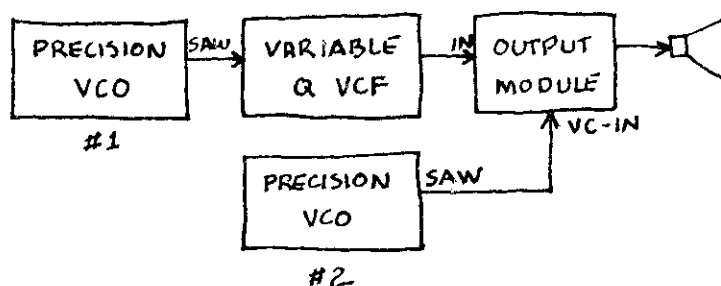 PRECISION
VCO
SAW
VARIABLE
Q VCF
IN
OUTPUT
MODULE
#1
VC-IN
PRECISION
VCO
SAW
#2